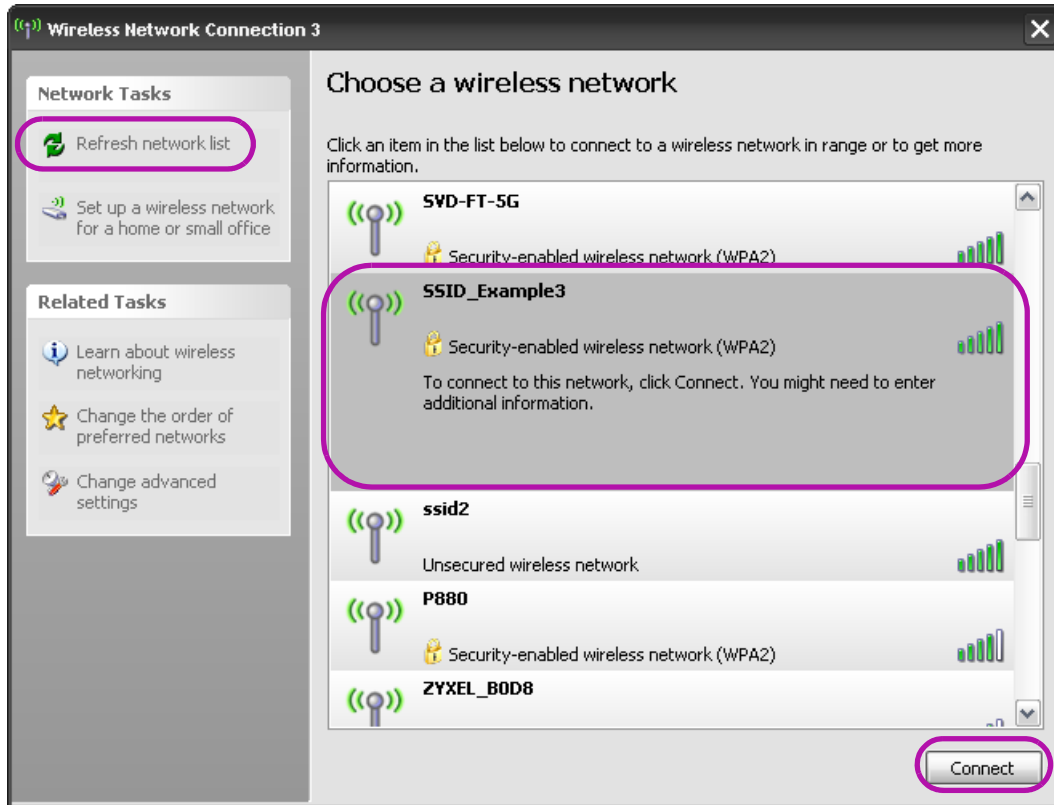 Wireless Network Connection 3
Network Tasks
Refresh network list
Set up a wireless network
for a home or small office
Related Tasks
Learn about wireless
networking
Change the order of
preferred networks
Change advanced
settings
Choose a wireless network
Click an item in the list below to connect to a wireless network in range or to get more
information.
SVD-FT-5G
Security-enabled wireless network (WPA2)
SSID_Example3
Security-enabled wireless network (WPA2)
To connect to this network, click Connect. You might need to enter
additional information.
ssid2
Unsecured wireless network
P880
Security-enabled wireless network (WPA2)
ZYXEL_B0D8
Connect